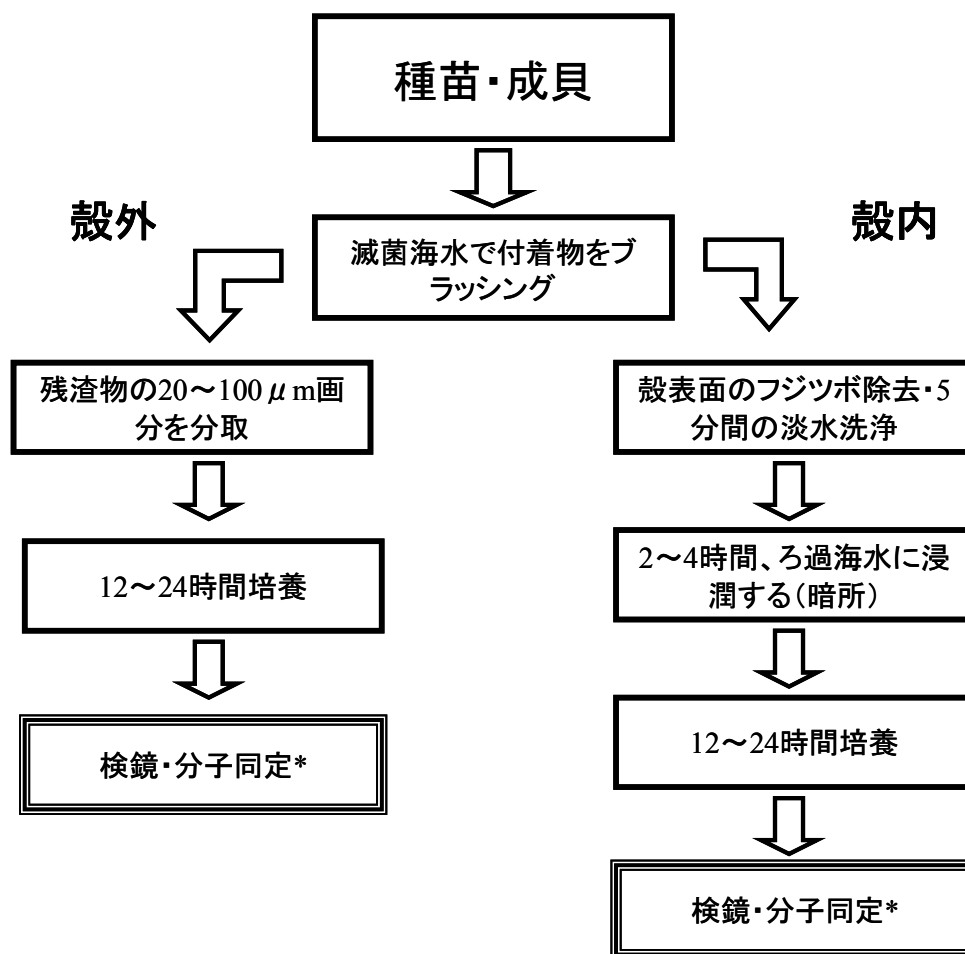 種苗・成貝
殻外
殻内
滅菌海水で付着物をブ
ラッシング
残渣物の20～100μm画
分を分取
12～24時間培養
検鏡・分子同定*
殻表面のフジツボ除去・5
分間の淡水洗浄
2～4時間、ろ過海水に浸
潤する（暗所）
12～24時間培養
検鏡・分子同定*